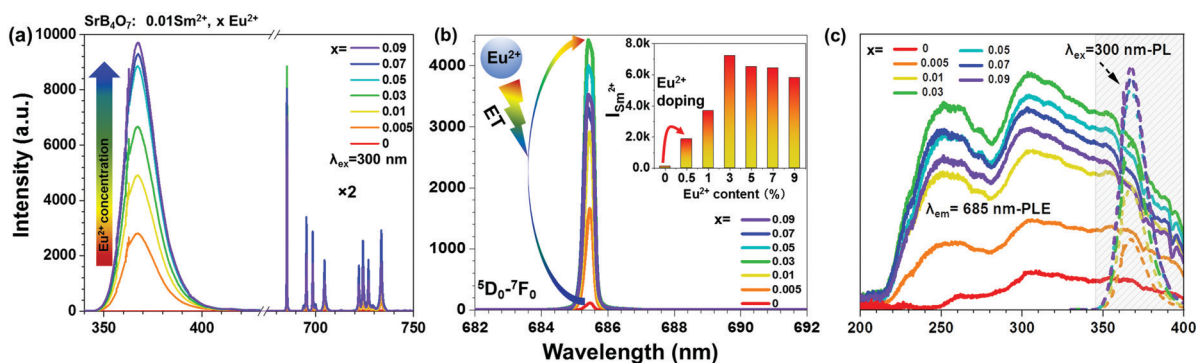 SrB4O7: 0.01Sm2+, x Eu2+
(a)
Intensity (a.u.)
10000
8000
6000
4000
2000
0
Eu2+ concentration
x=
0.09
0.07
0.05
0.03
0.01
0.005
0
λex=300 nm
×2
350
400
700
750
(b)
Eu2+
ET
4000
3000
2000
1000
0
5D0-7F0
ISm2+
8.0k
6.0k
4.0k
2.0k
0.0
Eu2+
doping
0 0.5 1 3 5 7 9
Eu2+ content (%)
x=
0.09
0.07
0.05
0.03
0.01
0.005
0
682 684 686 688 690 692
Wavelength (nm)
(c)
x=
0
0.005
0.01
0.03
0.05
0.07
0.09
λex=300 nm-PL
λem= 685 nm-PLE
200 250 300 350 400